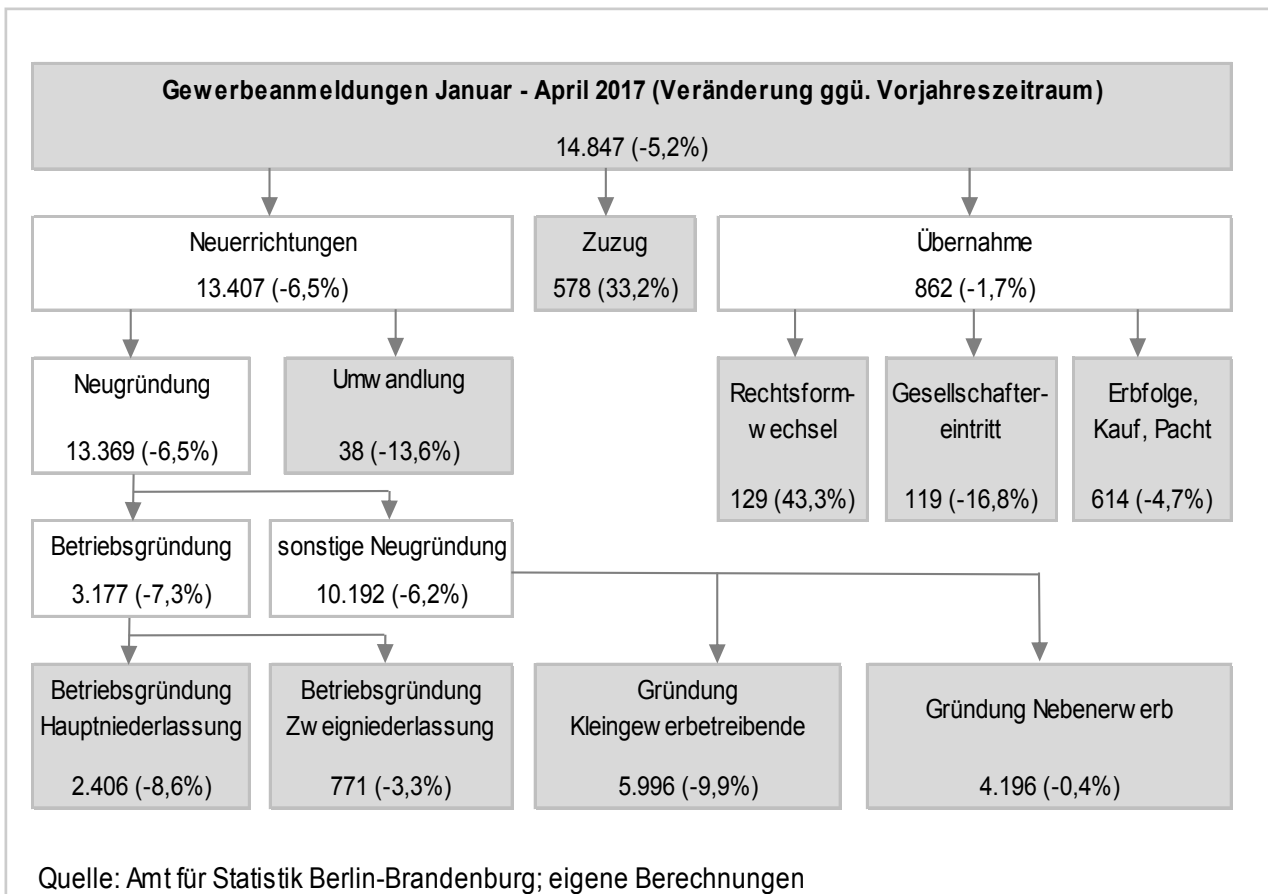 Gewerbeanmeldungen Januar - April 2017 (Veränderung ggü. Vorjahreszeitraum)
14.847 (-5,2%)
Neuerrichtungen
13.407 (-6,5%)
Zuzug
578 (33,2%)
Übernahme
862 (-1,7%)
Neugründung
13.369 (-6,5%)
Umwandlung
38 (-13,6%)
Rechtsform-
wechsel
129 (43,3%)
Gesellschafter-
eintritt
119 (-16,8%)
Erbfolge,
Kauf, Pacht
614 (-4,7%)
Betriebsgründung
3.177 (-7,3%)
sonstige Neugründung
10.192 (-6,2%)
Betriebsgründung
Hauptniederlassung
2.406 (-8,6%)
Betriebsgründung
Zweigniederlassung
771 (-3,3%)
Gründung
Kleingewerbetreibende
5.996 (-9,9%)
Gründung Nebenerwerb
4.196 (-0,4%)
Quelle: Amt für Statistik Berlin-Brandenburg; eigene Berechnungen